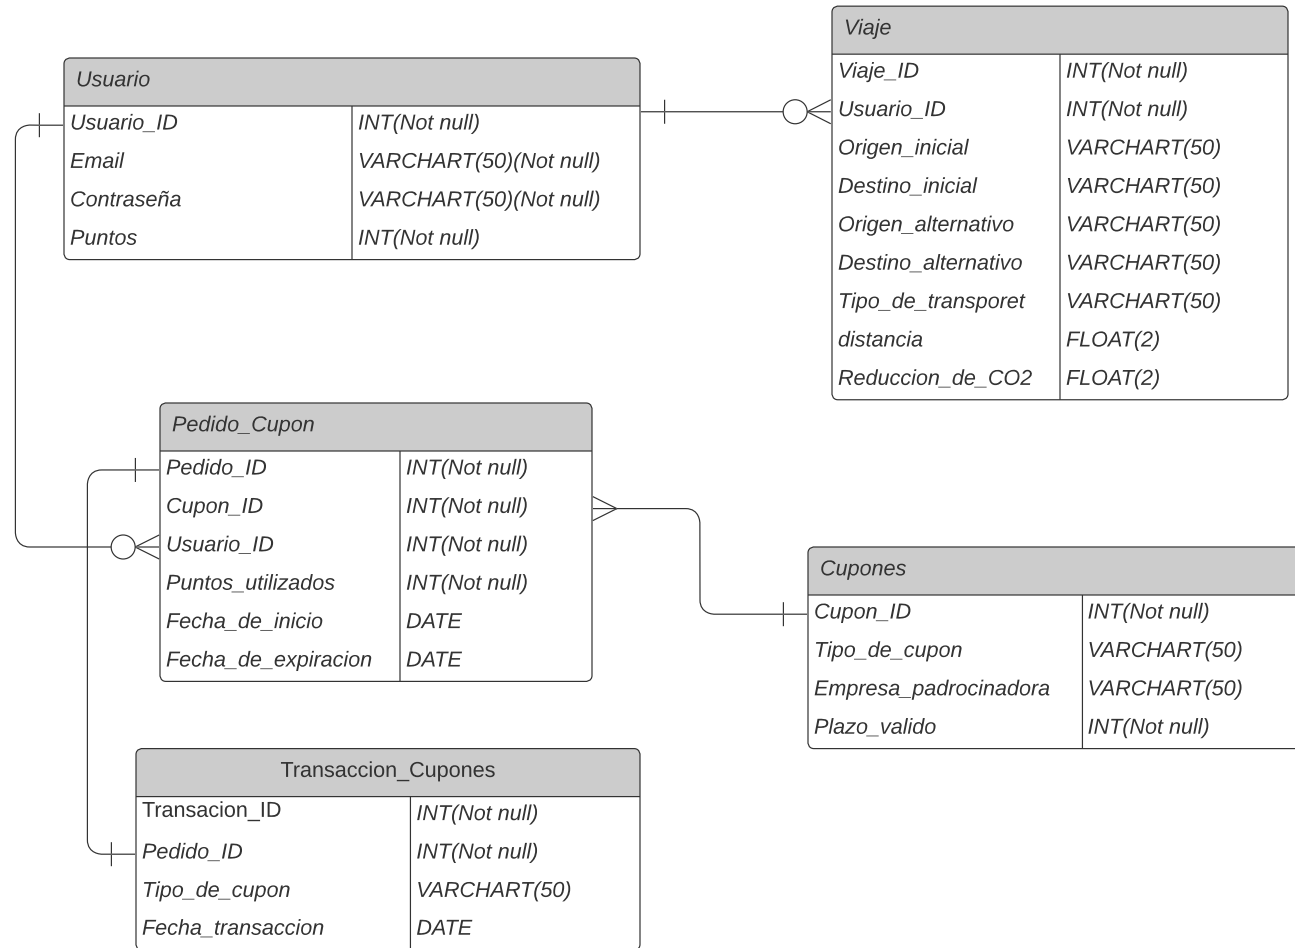 Usuario
Usuario_ID INT(Not null)
Email VARCHART(50)(Not null)
Contraseña VARCHART(50)(Not null)
Puntos INT(Not null)
Viaje
Viaje_ID INT(Not null)
Usuario_ID INT(Not null)
Origen_inicial VARCHART(50)
Destino_inicial VARCHART(50)
Origen_alternativo VARCHART(50)
Destino_alternativo VARCHART(50)
Tipo_de_transporet VARCHART(50)
distancia FLOAT(2)
Reduccion_de_CO2 FLOAT(2)
Pedido_Cupon
Pedido_ID INT(Not null)
Cupon_ID INT(Not null)
Usuario_ID INT(Not null)
Puntos_utilizados INT(Not null)
Fecha_de_inicio DATE
Fecha_de_expiracion DATE
Cupones
Cupon_ID INT(Not null)
Tipo_de_cupon VARCHART(50)
Empresa_padrocinadora VARCHART(50)
Plazo_valido INT(Not null)
Transaccion_Cupones
Transacion_ID INT(Not null)
Pedido_ID INT(Not null)
Tipo_de_cupon VARCHART(50)
Fecha_transaccion DATE